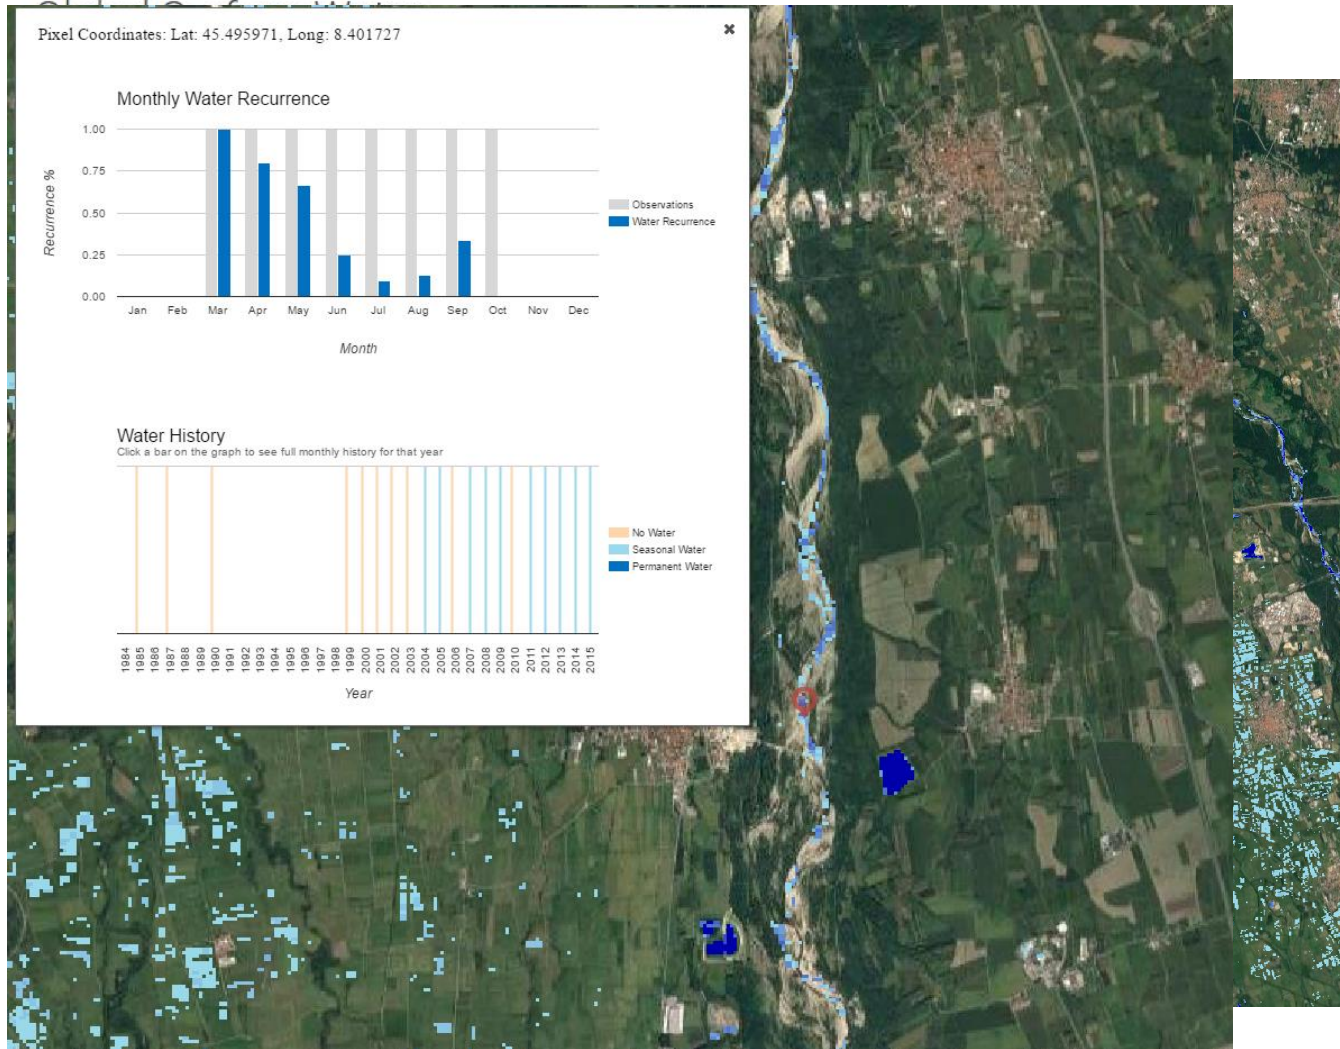 Pixel Coordinates: Lat: 45.495971, Long: 8.401727
✖
Monthly Water Recurrence
1.00
0.75
0.50
0.25
0.00
Recurrence %
Jan Feb Mar Apr May Jun Jul Aug Sep Oct Nov Dec
Month
Observations
Water Recurrence
Water History
Click a bar on the graph to see full monthly history for that year
No Water
Seasonal Water
Permanent Water
1984 1985 1986 1987 1988 1989 1990 1991 1992 1993 1994 1995 1996 1997 1998 1999 2000 2001 2002 2003 2004 2005 2006 2007 2008 2009 2010 2011 2012 2013 2014 2015
Year